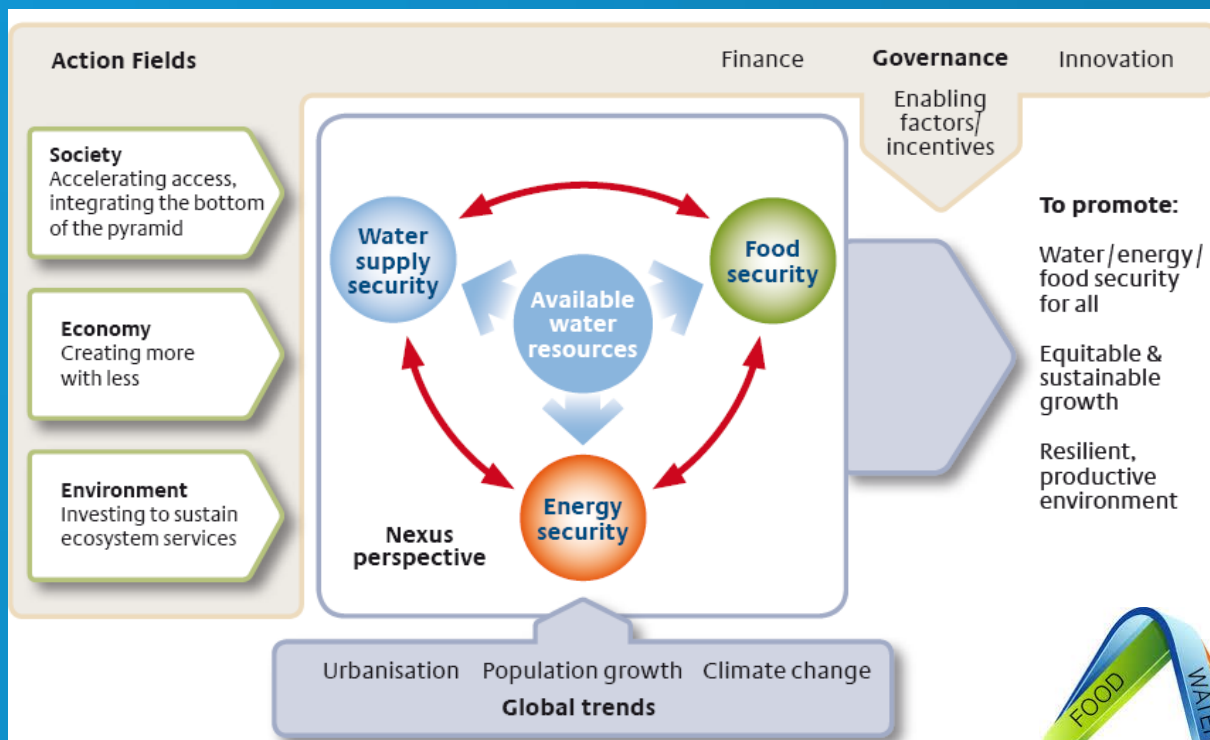 Action Fields
Finance
Governance
Innovation
Enabling
factors/
incentives
Society
Accelerating access,
integrating the bottom
of the pyramid
Economy
Creating more
with less
Environment
Investing to sustain
ecosystem services
Water
supply
security
Food
security
Available
water
resources
Energy
security
Nexus
perspective
To promote:
Water/energy/
food security
for all
Equitable &
sustainable
growth
Resilient,
productive
environment
Urbanisation
Population growth
Climate change
Global trends
FOOD